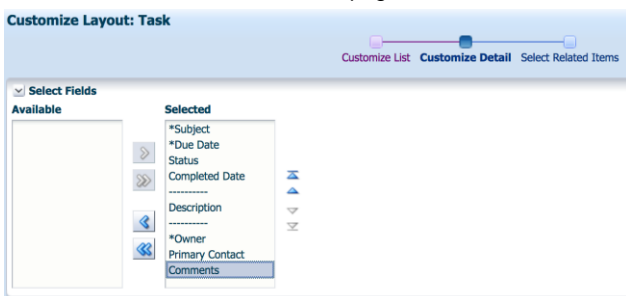 Customize Layout: Task
Customize List Customize Detail Select Related Items
Select Fields
Available Selected
*Subject
*Due Date
Status
Completed Date
----------
Description
----------
*Owner
Primary Contact
Comments